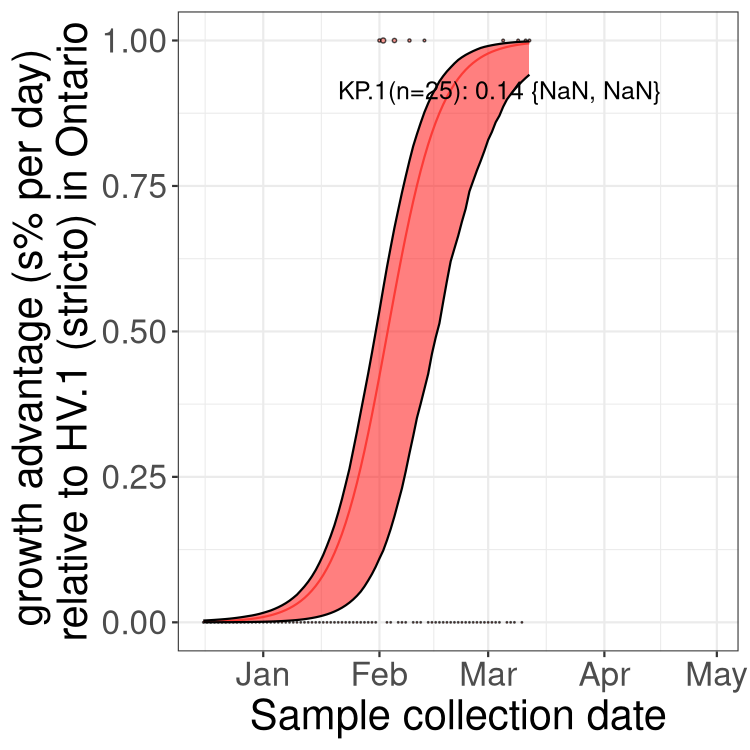 growth advantage (s% per day)
relative to HV.1 (stricto) in Ontario
1.00
0.75
0.50
0.25
0.00
KP.1(n=25): 0.14 {NaN, NaN}
Jan Feb Mar Apr May
Sample collection date